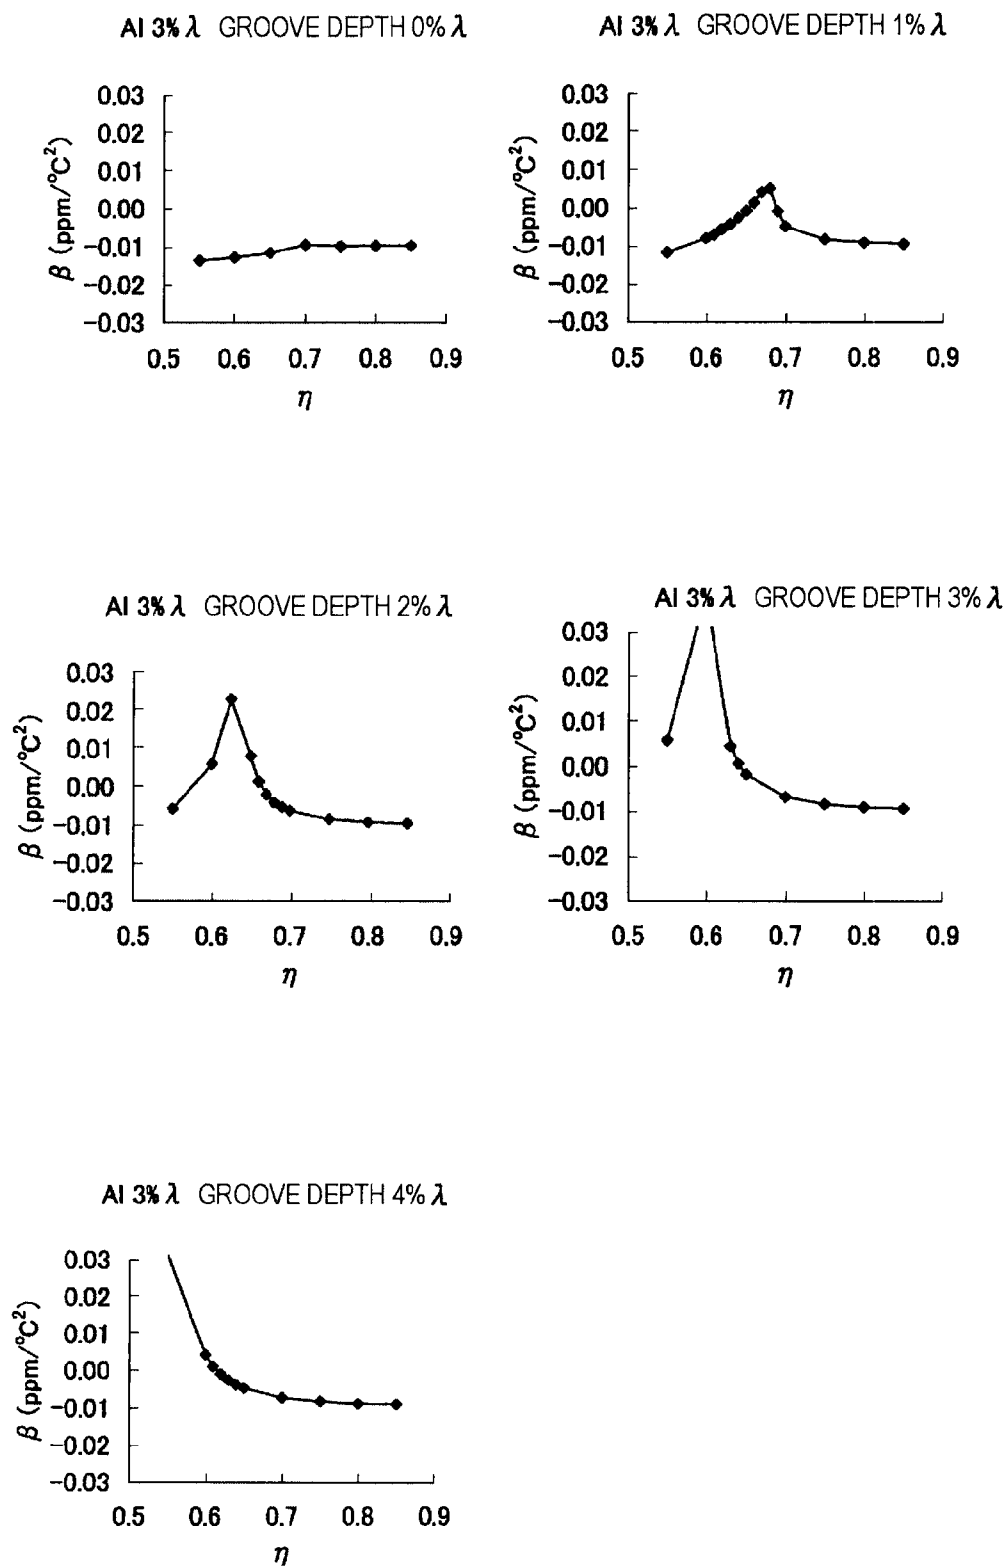 Al 3% λ GROOVE DEPTH 0% λ
0.03
0.02
0.01
0.00
−0.01
−0.02
−0.03
β (ppm/°C²)
0.5 0.6 0.7 0.8 0.9
η
Al 3% λ GROOVE DEPTH 1% λ
0.03
0.02
0.01
0.00
−0.01
−0.02
−0.03
β (ppm/°C²)
0.5 0.6 0.7 0.8 0.9
η
Al 3% λ GROOVE DEPTH 2% λ
0.03
0.02
0.01
0.00
−0.01
−0.02
−0.03
β (ppm/°C²)
0.5 0.6 0.7 0.8 0.9
η
Al 3% λ GROOVE DEPTH 3% λ
0.03
0.02
0.01
0.00
−0.01
−0.02
−0.03
β (ppm/°C²)
0.5 0.6 0.7 0.8 0.9
η
Al 3% λ GROOVE DEPTH 4% λ
0.03
0.02
0.01
0.00
−0.01
−0.02
−0.03
β (ppm/°C²)
0.5 0.6 0.7 0.8 0.9
η